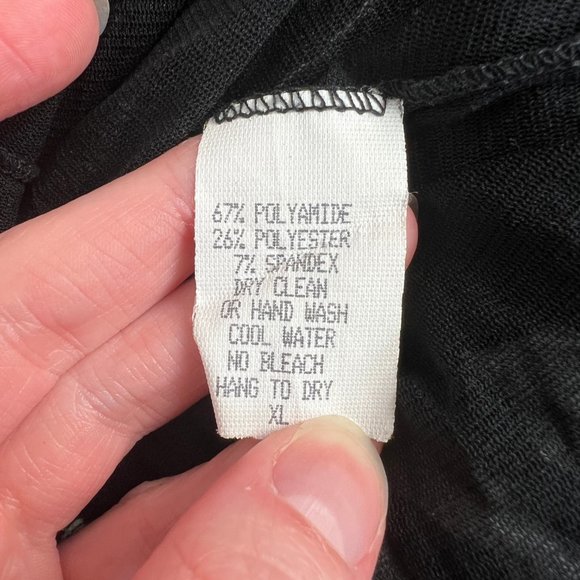 67% POLYAMIDE
26% POLYESTER
7% SPANDEX
DRY CLEAN
OR HAND WASH
COOL WATER
NO BLEACH
HANG TO DRY
XL